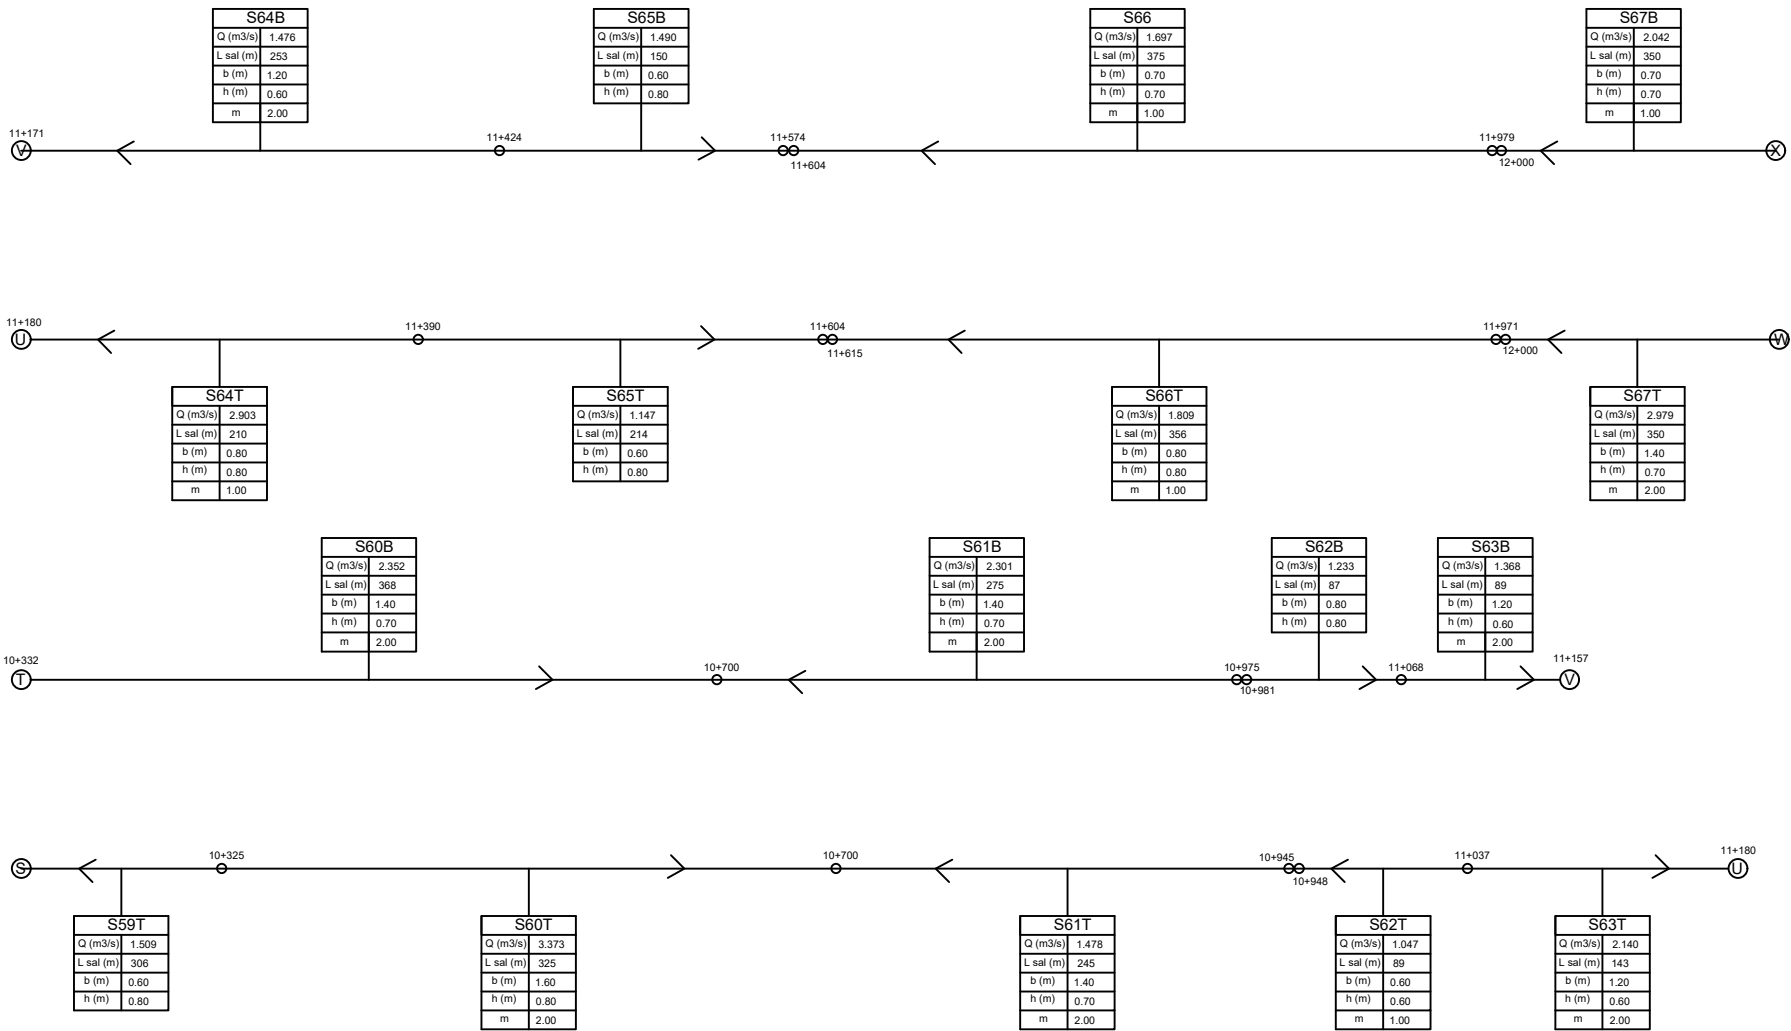 S64B
Q (m3/s) 1.476
L sal (m) 253
b (m) 1.20
h (m) 0.60
m 2.00
S65B
Q (m3/s) 1.490
L sal (m) 150
b (m) 0.60
h (m) 0.80
S66
Q (m3/s) 1.697
L sal (m) 375
b (m) 0.70
h (m) 0.70
m 1.00
S67B
Q (m3/s) 2.042
L sal (m) 350
b (m) 0.70
h (m) 0.70
m 1.00
11+171
11+424
11+574
11+979
V
X
11+604
12+000
11+180
11+390
11+604
11+971
U
W
11+615
12+000
S64T
Q (m3/s) 2.903
L sal (m) 210
b (m) 0.80
h (m) 0.80
m 1.00
S65T
Q (m3/s) 1.147
L sal (m) 214
b (m) 0.60
h (m) 0.80
S66T
Q (m3/s) 1.809
L sal (m) 356
b (m) 0.80
h (m) 0.80
m 1.00
S67T
Q (m3/s) 2.979
L sal (m) 350
b (m) 1.40
h (m) 0.70
m 2.00
S60B
Q (m3/s) 2.352
L sal (m) 368
b (m) 1.40
h (m) 0.70
m 2.00
S61B
Q (m3/s) 2.301
L sal (m) 275
b (m) 1.40
h (m) 0.70
m 2.00
S62B
Q (m3/s) 1.233
L sal (m) 87
b (m) 0.80
h (m) 0.80
S63B
Q (m3/s) 1.368
L sal (m) 89
b (m) 1.20
h (m) 0.60
m 2.00
10+332
10+700
10+975
11+068
11+157
T
V
10+981
10+325
10+700
10+945
11+037
11+180
S
U
10+948
S59T
Q (m3/s) 1.509
L sal (m) 306
b (m) 0.60
h (m) 0.80
S60T
Q (m3/s) 3.373
L sal (m) 325
b (m) 1.60
h (m) 0.80
m 2.00
S61T
Q (m3/s) 1.478
L sal (m) 245
b (m) 1.40
h (m) 0.70
m 2.00
S62T
Q (m3/s) 1.047
L sal (m) 89
b (m) 0.60
h (m) 0.60
m 1.00
S63T
Q (m3/s) 2.140
L sal (m) 143
b (m) 1.20
h (m) 0.60
m 2.00